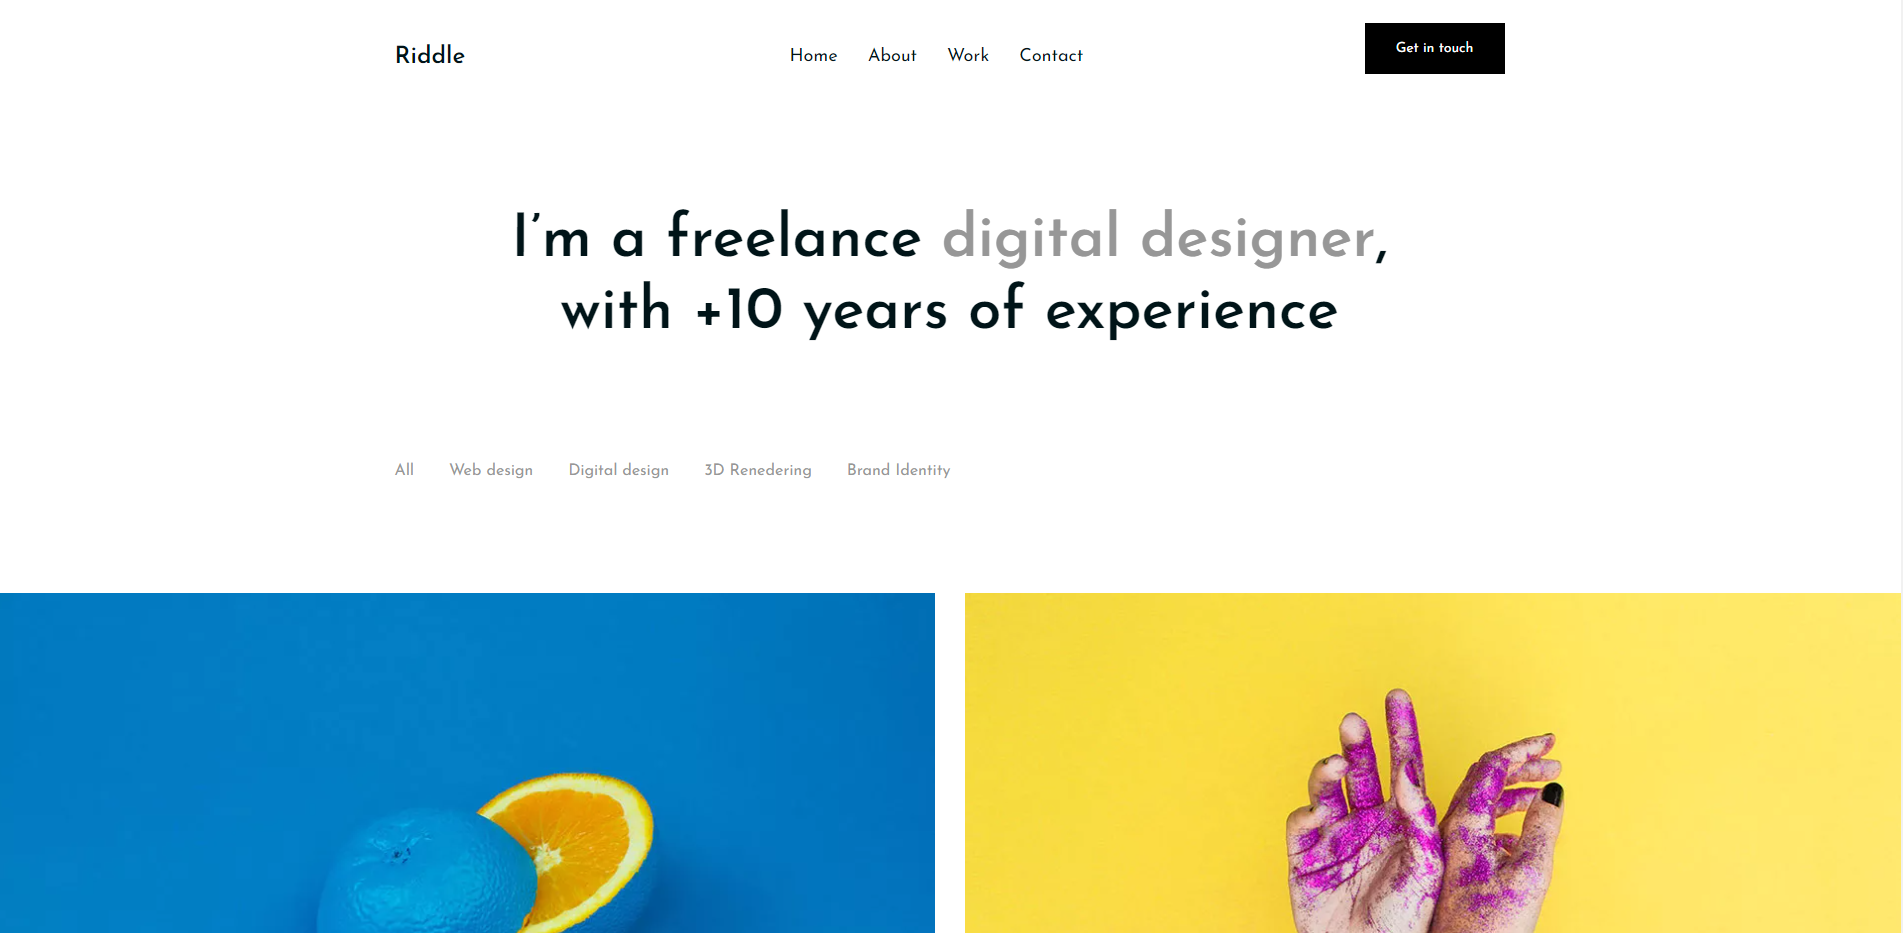 Riddle
Home About Work Contact
Get in touch
I’m a freelance digital designer,
with +10 years of experience
All Web design Digital design 3D Renedering Brand Identity